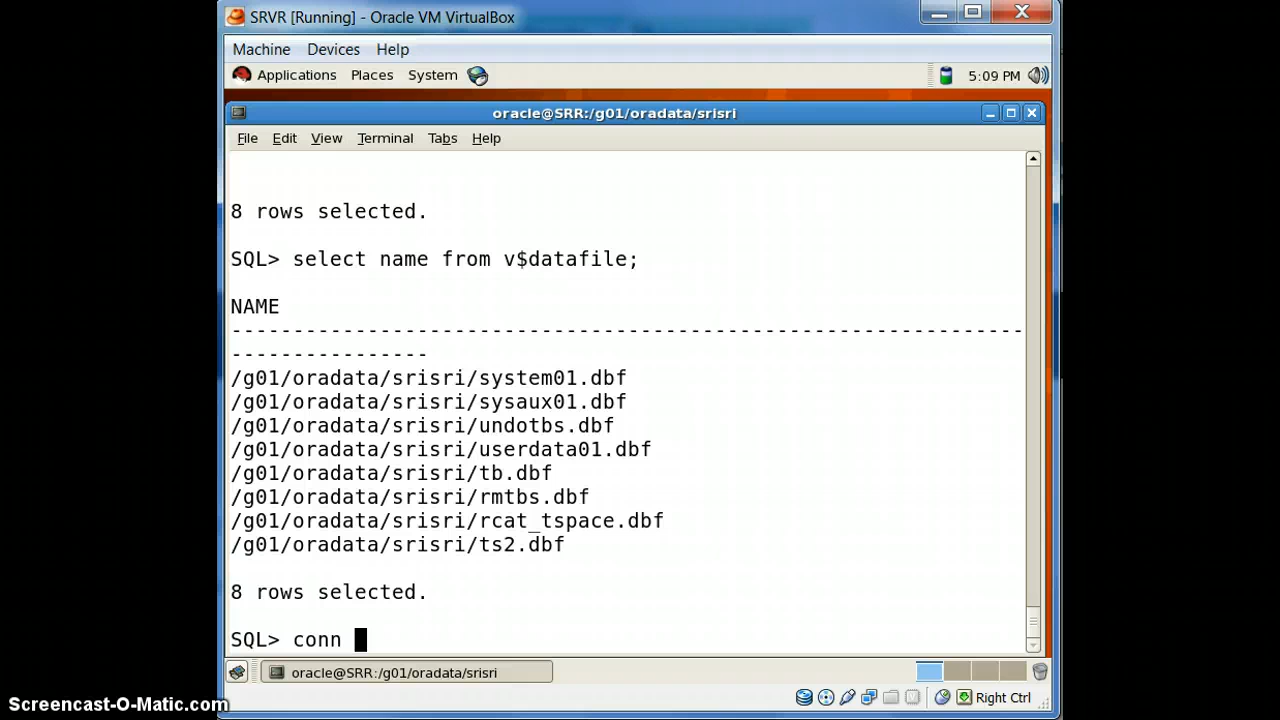 SRVR [Running] - Oracle VM VirtualBox
Machine Devices Help
Applications Places System 5:09 PM
oracle@SRR:/g01/oradata/srisri
File Edit View Terminal Tabs Help
8 rows selected.
SQL> select name from v$datafile;
NAME
----------------------------------------------------------------
----------------
/g01/oradata/srisri/system01.dbf
/g01/oradata/srisri/sysaux01.dbf
/g01/oradata/srisri/undotbs.dbf
/g01/oradata/srisri/userdata01.dbf
/g01/oradata/srisri/tb.dbf
/g01/oradata/srisri/rmtbs.dbf
/g01/oradata/srisri/rcat_tspace.dbf
/g01/oradata/srisri/ts2.dbf
8 rows selected.
SQL> conn
oracle@SRR:/g01/oradata/srisri
Right Ctrl
Screencast-O-Matic.com